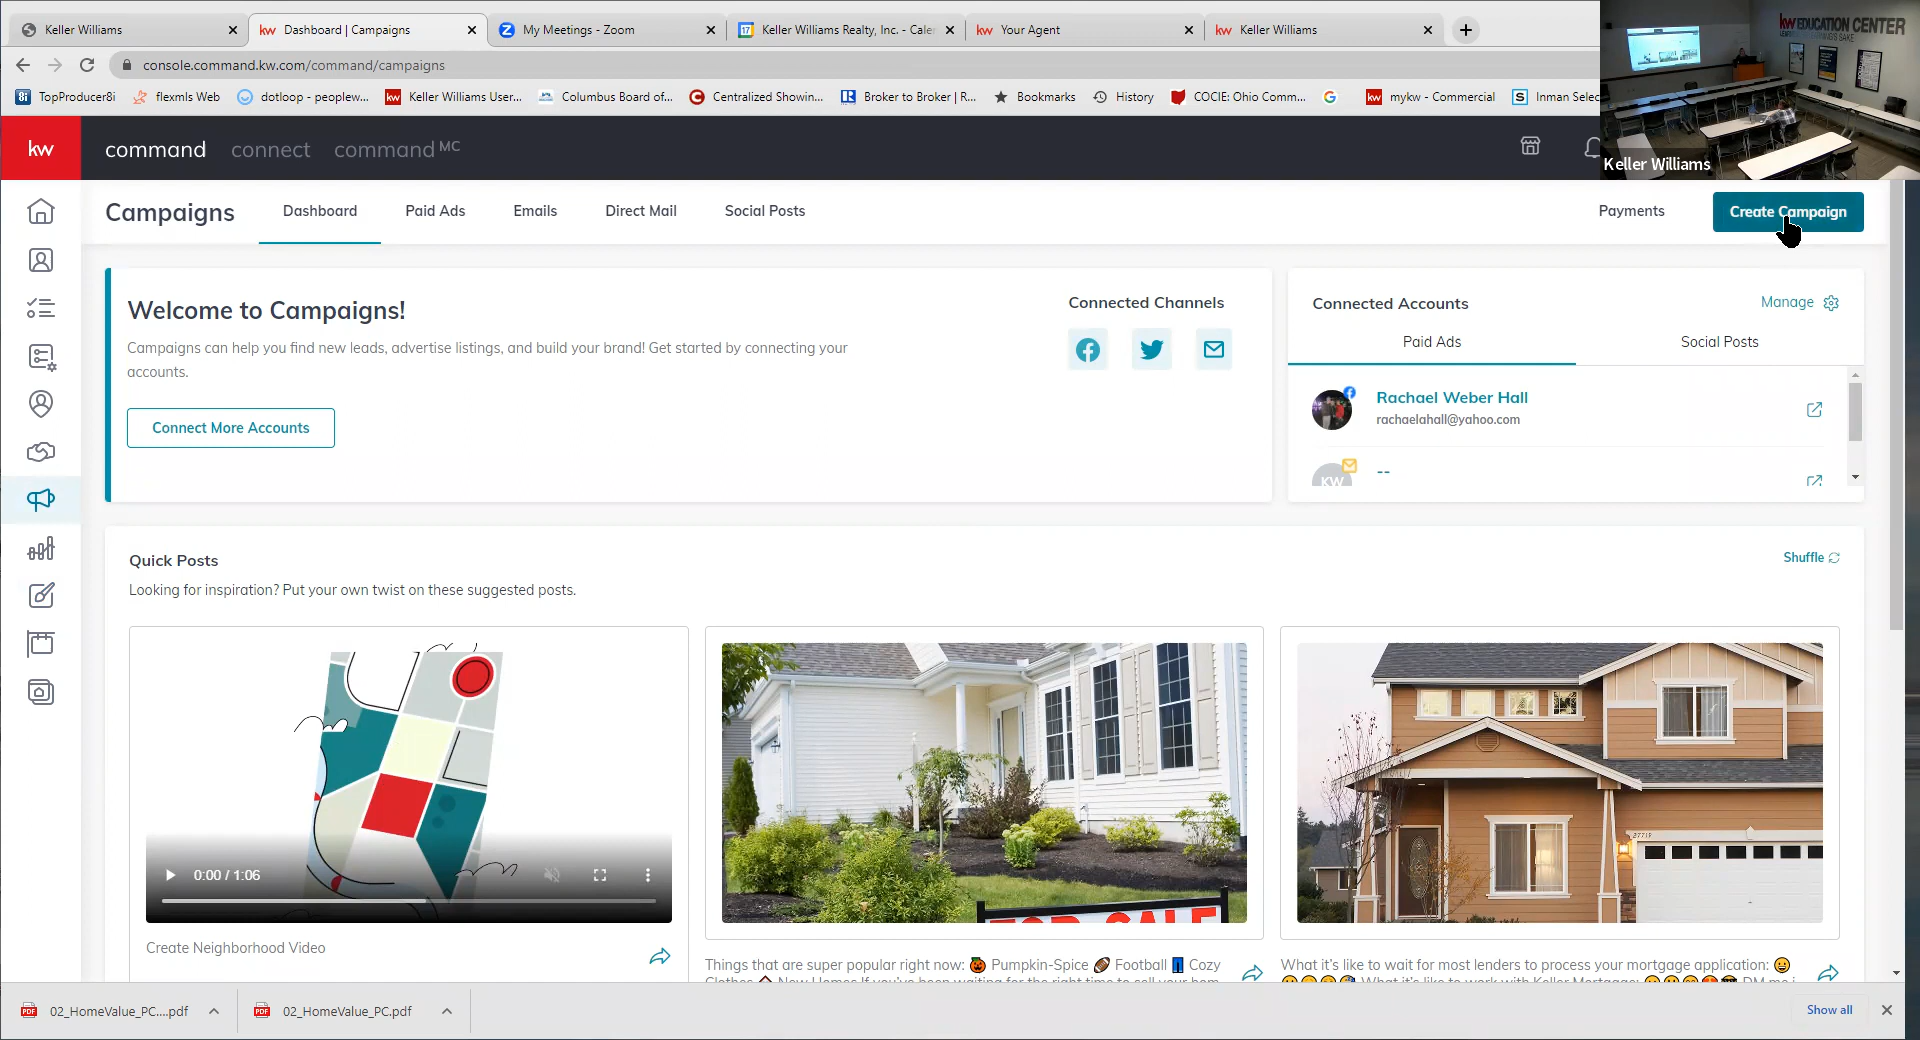 Keller Williams
Dashboard | Campaigns
My Meetings - Zoom
Keller Williams Realty, Inc. - Cale
Your Agent
Keller Williams
console.command.kw.com/command/campaigns
TopProducer8i
flexmls Web
dotloop - peoplew...
Keller Williams User...
Columbus Board of...
Centralized Showin...
Broker to Broker | R...
Bookmarks
History
COCIE: Ohio Comm...
mykw - Commercial
Inman Selec
kw EDUCATION CENTER
Keller Williams
kw
command
connect
command MC
Campaigns
Dashboard
Paid Ads
Emails
Direct Mail
Social Posts
Payments
Create Campaign
Welcome to Campaigns!
Campaigns can help you find new leads, advertise listings, and build your brand! Get started by connecting your
accounts.
Connect More Accounts
Connected Channels
Connected Accounts
Manage
Paid Ads
Social Posts
Rachael Weber Hall
rachaelahall@yahoo.com
KW
--
Quick Posts
Looking for inspiration? Put your own twist on these suggested posts.
Shuffle
0:00 / 1:06
27719
Create Neighborhood Video
Things that are super popular right now: 🎃 Pumpkin-Spice 🏈 Football 👖 Cozy
What it's like to wait for most lenders to process your mortgage application: 😀
02_HomeValue_PC....pdf
02_HomeValue_PC.pdf
Show all